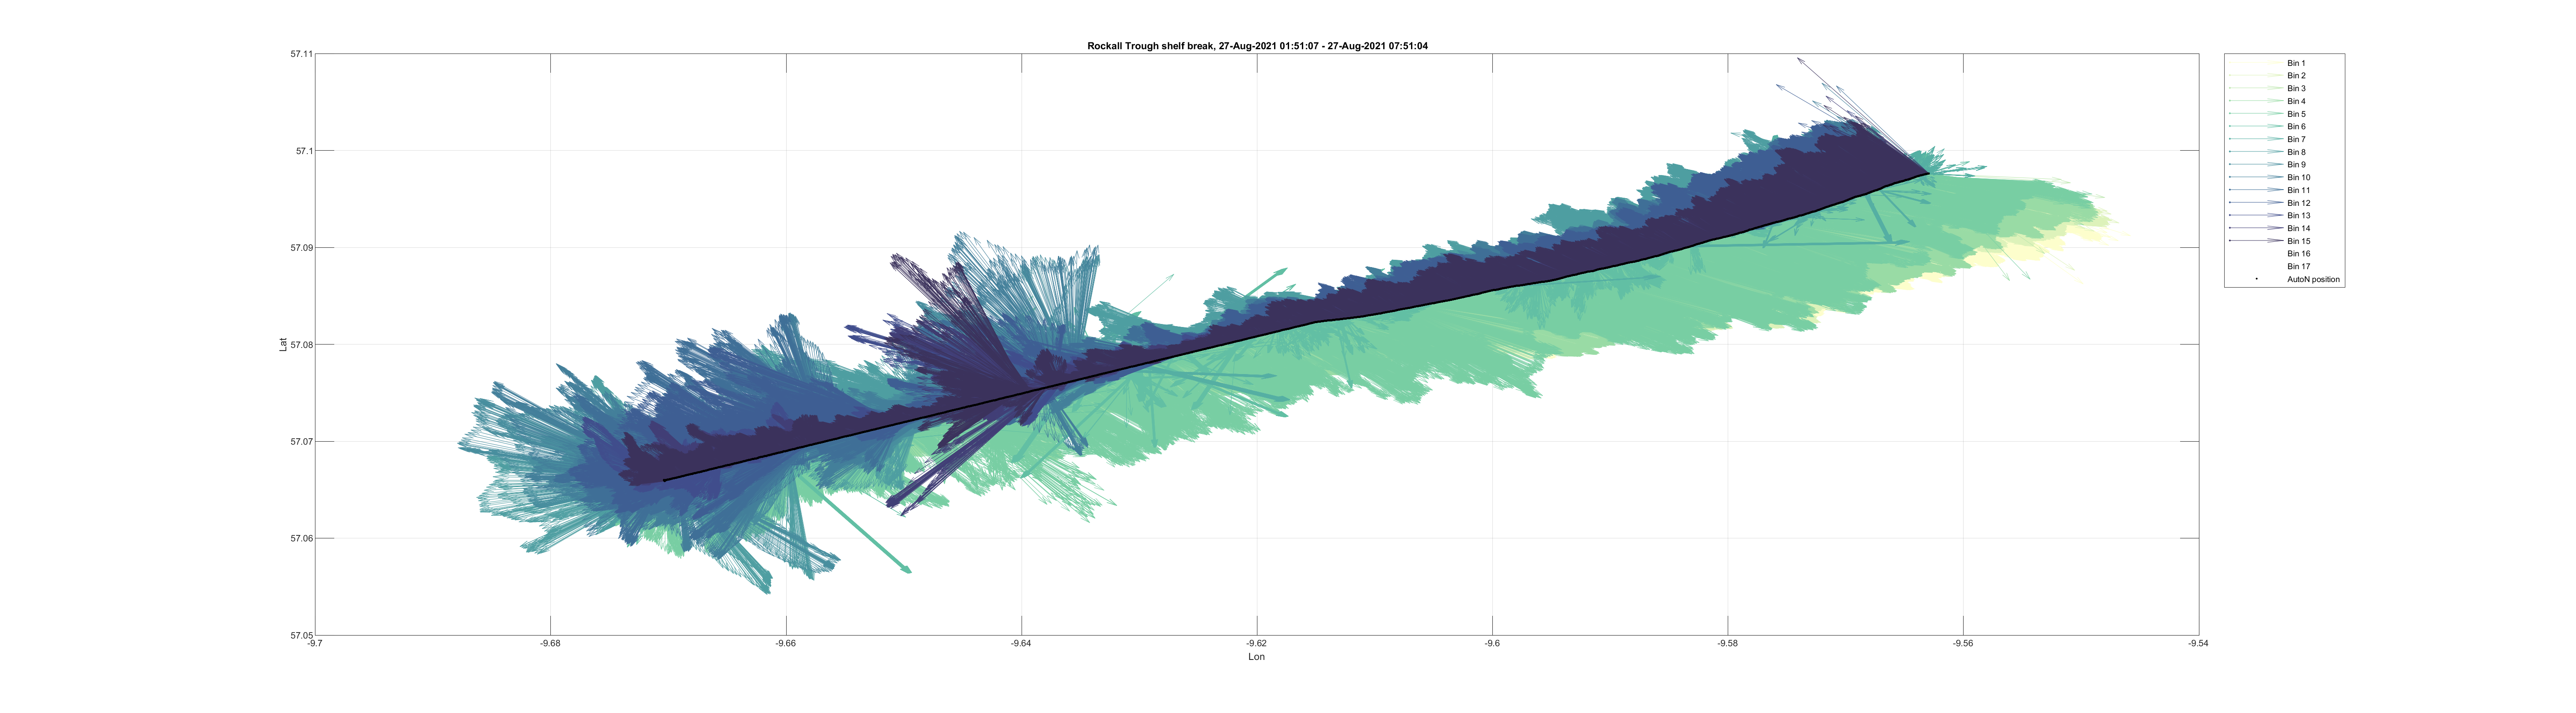 Rockall Trough shelf break, 27-Aug-2021 01:51:07 - 27-Aug-2021 07:51:04
57.11
57.1
57.09
57.08
57.07
57.06
57.05
Lat
-9.7
-9.68
-9.66
-9.64
-9.62
-9.6
-9.58
-9.56
-9.54
Lon
Bin 1
Bin 2
Bin 3
Bin 4
Bin 5
Bin 6
Bin 7
Bin 8
Bin 9
Bin 10
Bin 11
Bin 12
Bin 13
Bin 14
Bin 15
Bin 16
Bin 17
AutoN position